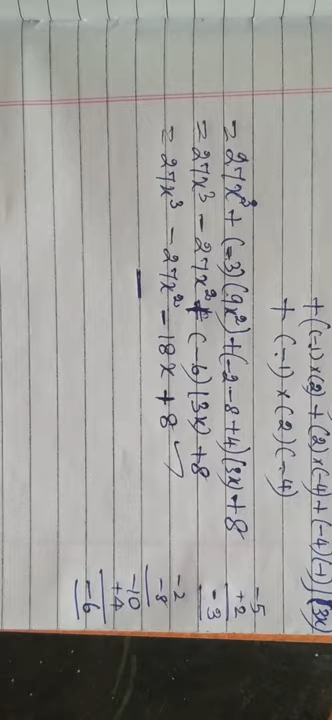 +(-1)×(2)+(2)×(-4)+(-4)(-1)](3x)
+(-1)×(2)(-4)
= 27x² + (-3)(9x²)+(-2-8+4)(3x)+8
= 27x³ - 27x² + (-6)(3x) +8
= 27x³ - 27x² - 18x + 8
-5
+2
-3
-2
-8
-10
+4
-6